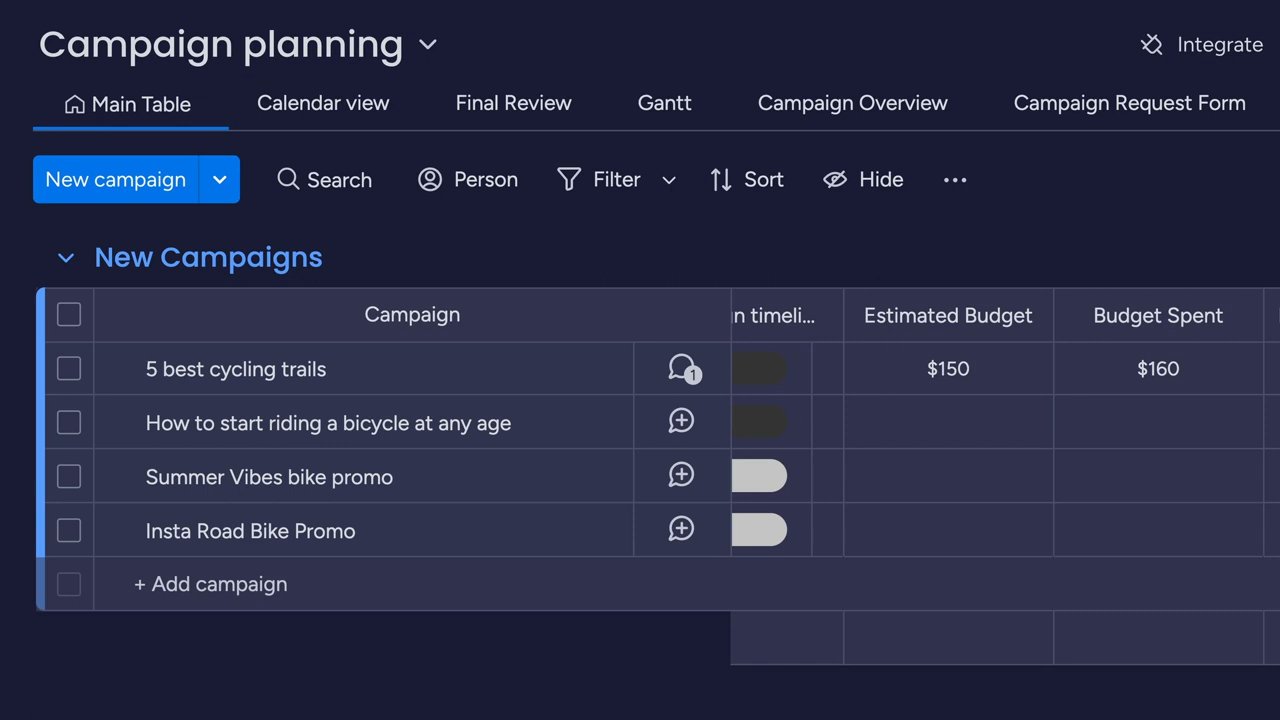 Campaign planning
Integrate
Main Table
Calendar view
Final Review
Gantt
Campaign Overview
Campaign Request Form
New campaign
Search
Person
Filter
Sort
Hide
New Campaigns
Campaign
n timeli...
Estimated Budget
Budget Spent
5 best cycling trails
1
$150
$160
How to start riding a bicycle at any age
Summer Vibes bike promo
Insta Road Bike Promo
+ Add campaign